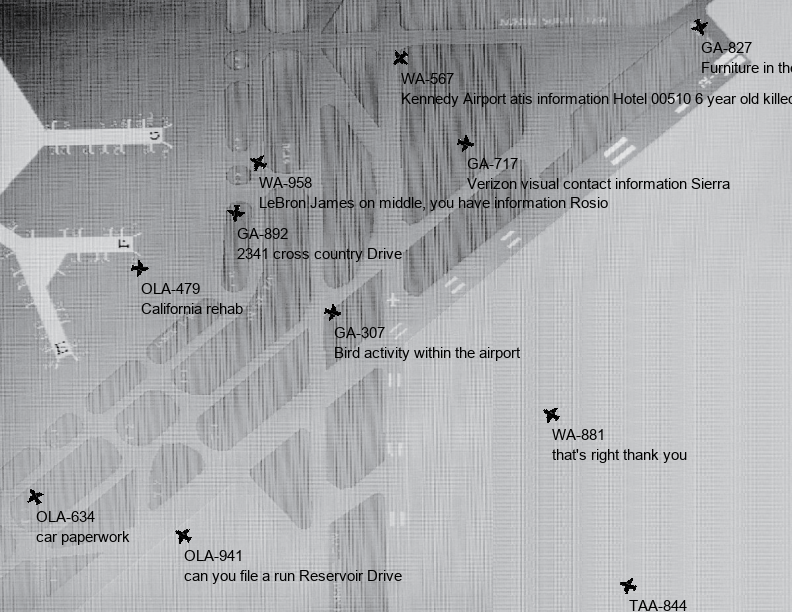 GA-827
Furniture in the
WA-567
Kennedy Airport atis information Hotel 00510 6 year old killed
GA-717
Verizon visual contact information Sierra
WA-958
LeBron James on middle, you have information Rosio
GA-892
2341 cross country Drive
OLA-479
California rehab
GA-307
Bird activity within the airport
WA-881
that's right thank you
OLA-634
car paperwork
OLA-941
can you file a run Reservoir Drive
TAA-844